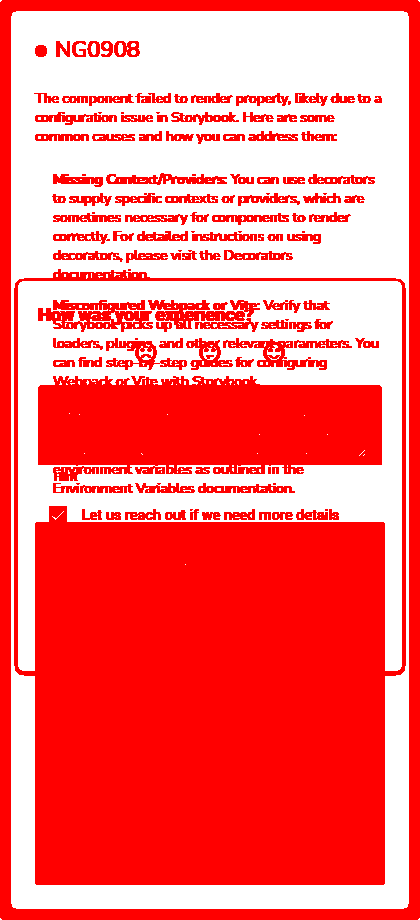 NG0908
The component failed to render properly, likely due to a
configuration issue in Storybook. Here are some
common causes and how you can address them:
Missing Context/Providers: You can use decorators
to supply specific contexts or providers, which are
sometimes necessary for components to render
correctly. For detailed instructions on using
decorators, please visit the Decorators
documentation.
Misconfigured Webpack or Vite: Verify that
How was your experience?
Storybook picks up all necessary settings for
loaders, plugins, and other relevant parameters. You
can find step-by-step guides for configuring
Webpack or Vite with Storybook.
environment variables as outlined in the
Environment Variables documentation.
Let us reach out if we need more details